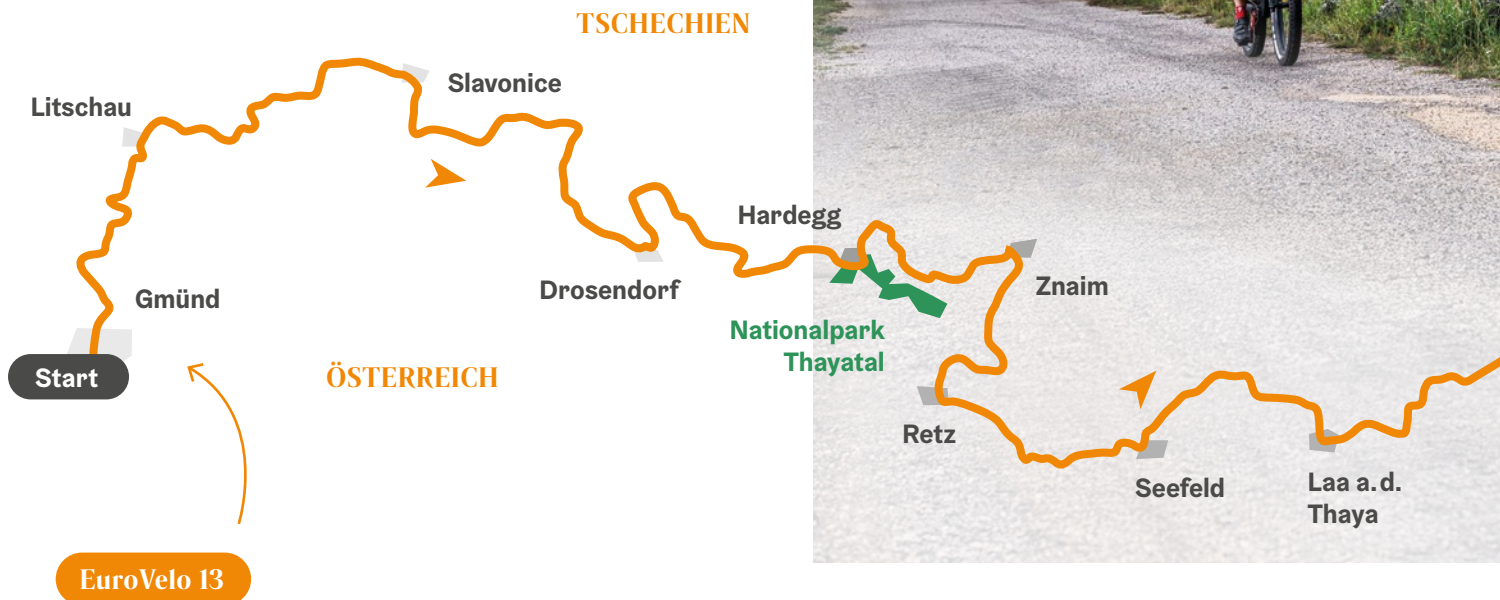 TSCHECHIEN
Slavonice
Litschau
Hardegg
Znaim
Drosendorf
Gmünd
Nationalpark
Thayatal
Start
ÖSTERREICH
Retz
Seefeld
Laa a. d.
Thaya
EuroVelo 13